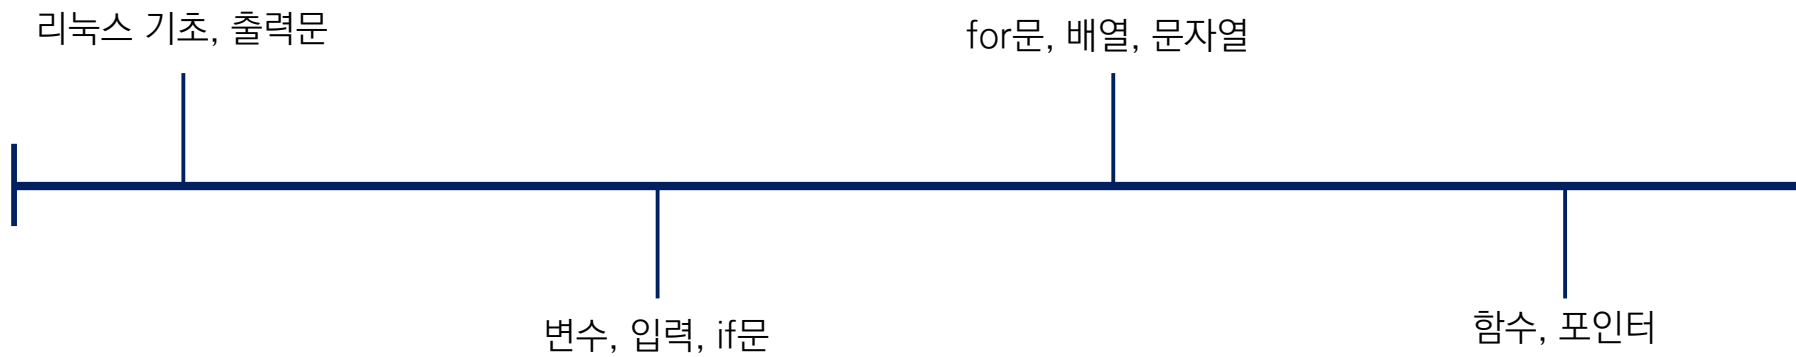 리눅스 기초, 출력문
for문, 배열, 문자열
변수, 입력, if문
함수, 포인터